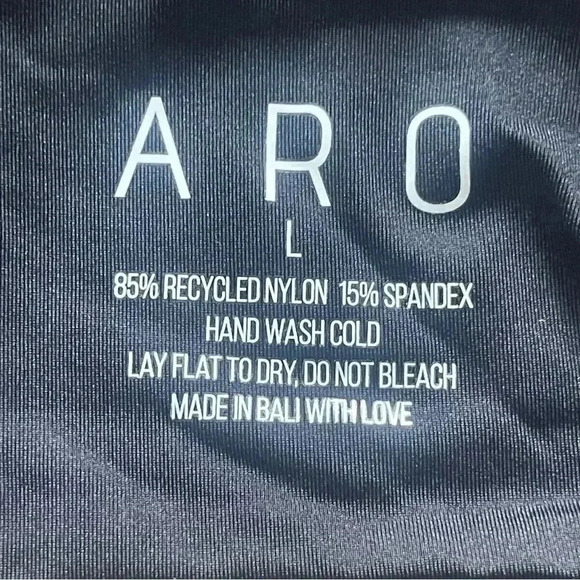 ARO
L
85% RECYCLED NYLON 15% SPANDEX
HAND WASH COLD
LAY FLAT TO DRY, DO NOT BLEACH
MADE IN BALI WITH LOVE